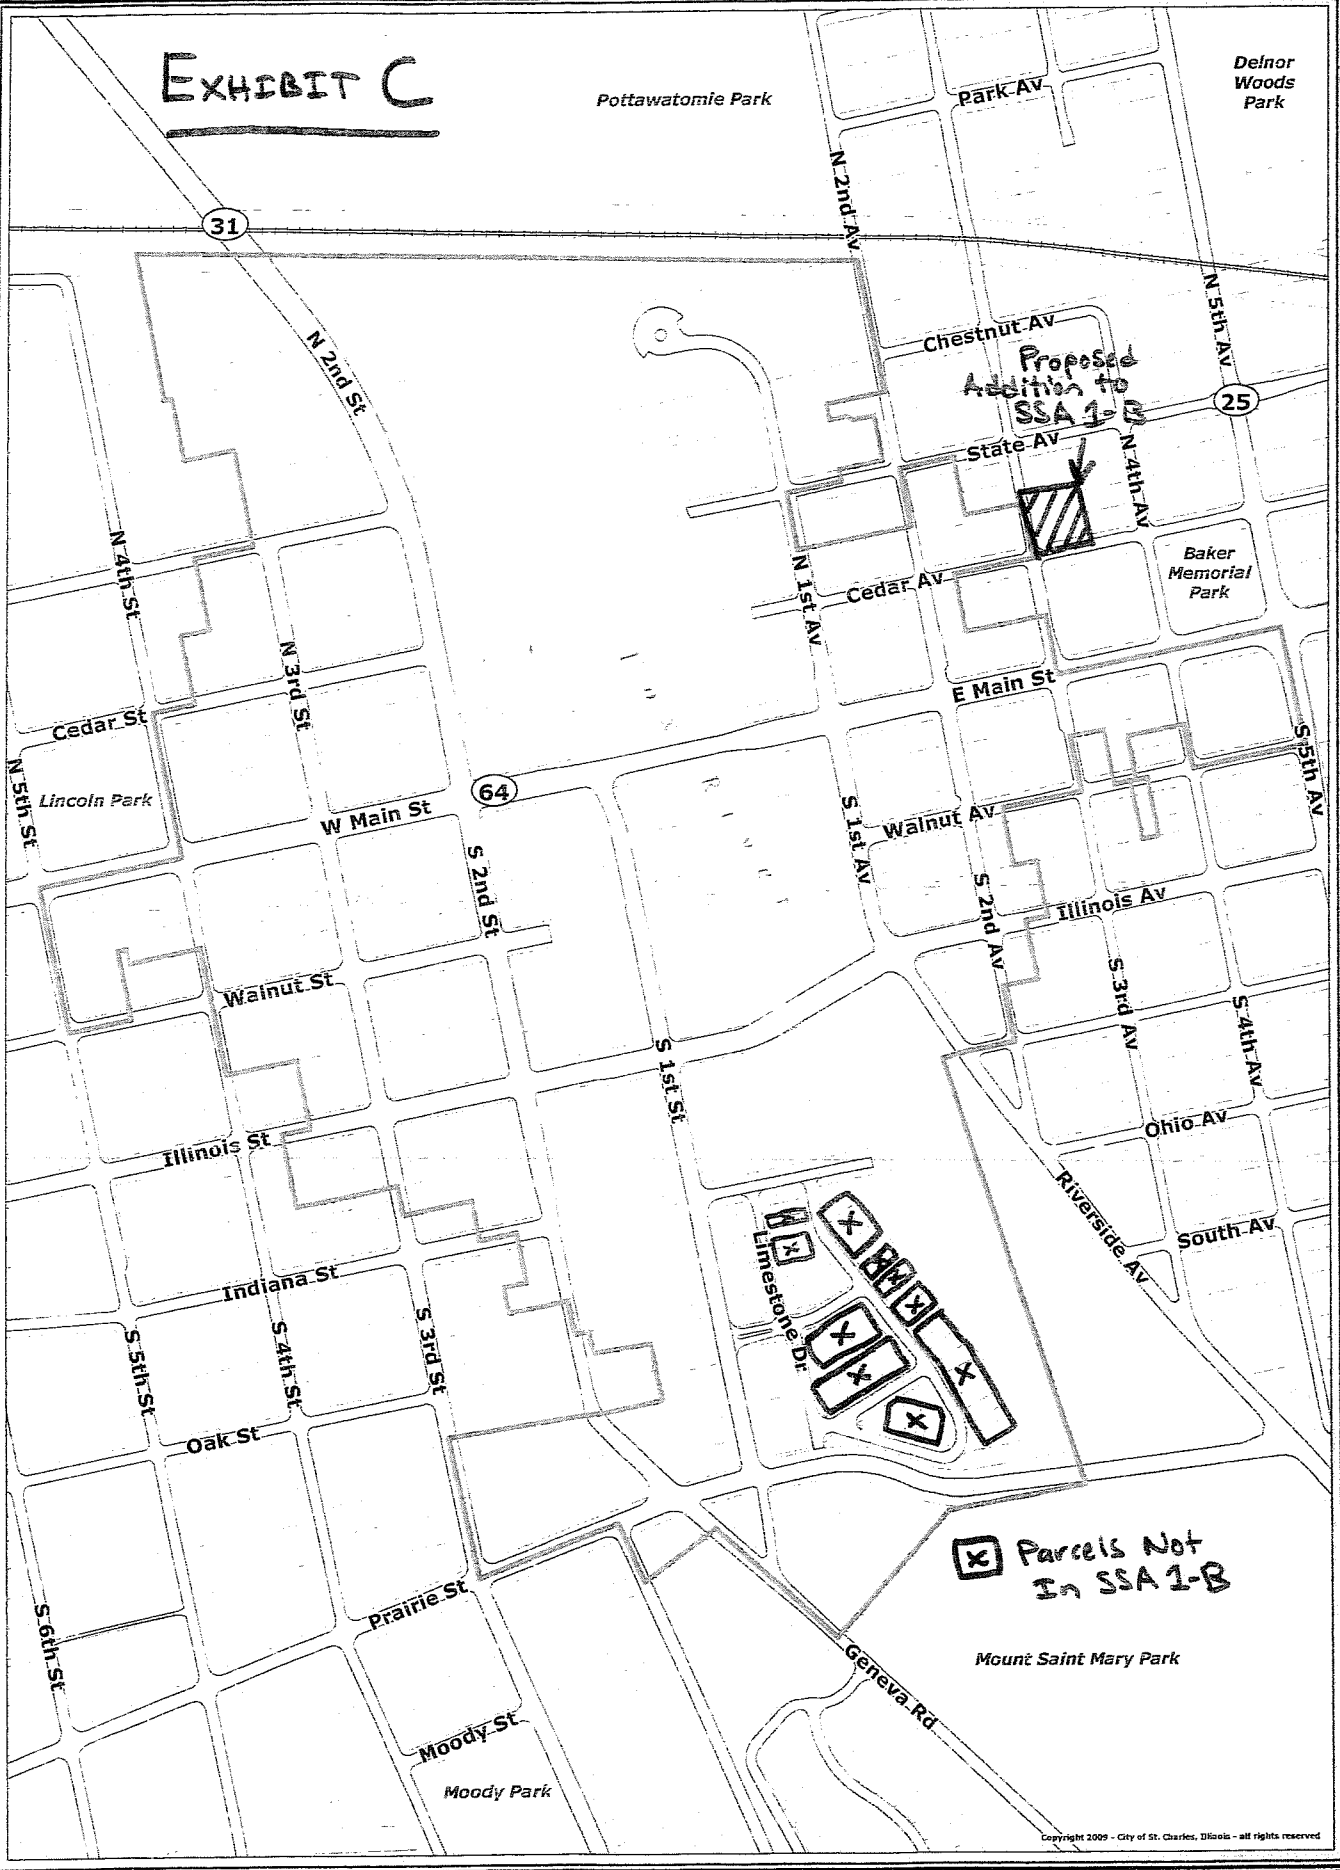 EXHIBIT C
Pottawatomie Park
Delnor
Woods
Park
Park Av
N 2nd Av
31
N 5th Av
Chestnut Av
N 2nd St
Proposed
Addition to
SSA 1-B
25
State Av
N 4th Av
N 4th St
Baker
Memorial
Park
N 1st Av
Cedar Av
N 3rd St
E Main St
Cedar St
N 5th St
Lincoln Park
64
S 5th Av
W Main St
S 1st Av
Walnut Av
S 2nd St
S 2nd Av
Illinois Av
Walnut St
S 3rd Av
S 4th Av
S 1st St
Illinois St
Ohio Av
Riverside Av
South Av
Limestone Dr
X
X
X
X
X
X
X
Indiana St
S 5th St
S 4th St
S 3rd St
Oak St
X Parcels Not
In SSA 1-B
Prairie St
S 6th St
Geneva Rd
Mount Saint Mary Park
Moody St
Moody Park
Copyright 2009 - City of St. Charles, Illinois - all rights reserved